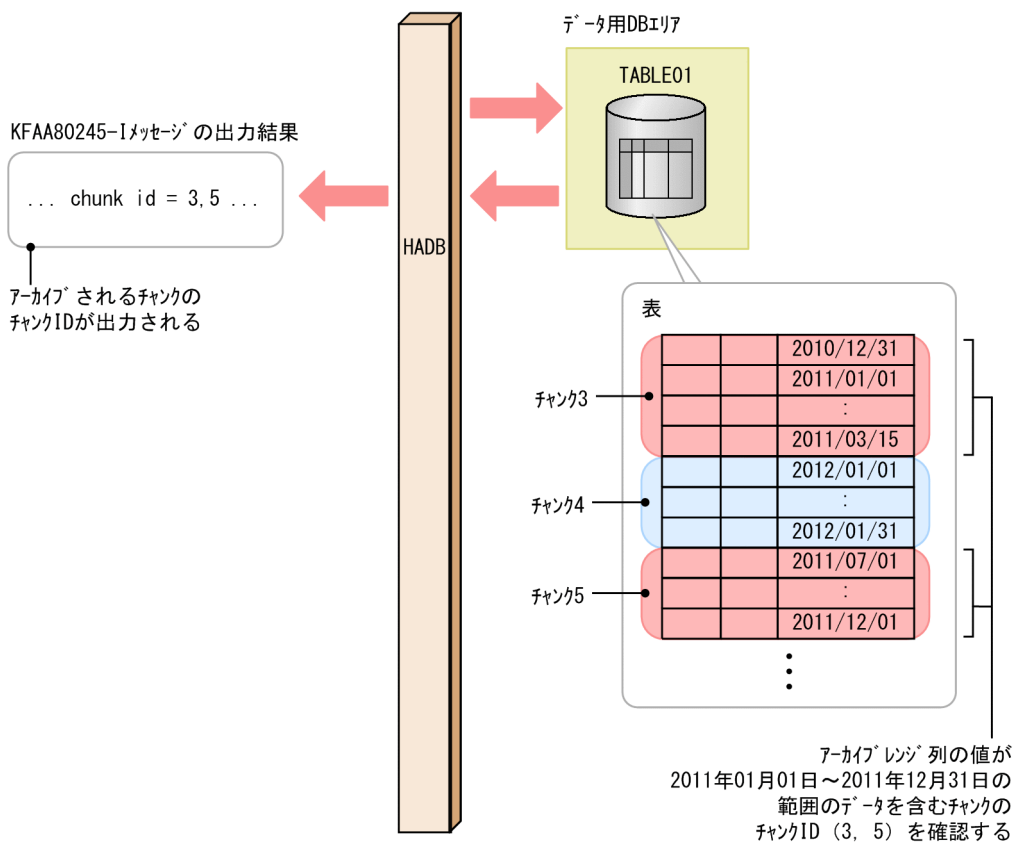 データ用DBエリア
TABLE01
KFAA80245-Iメッセージの出力結果
... chunk id = 3,5 ...
HADB
アーカイブされるチャンクの
チャンクIDが出力される
表
2010/12/31
2011/01/01
:
2011/03/15
チャンク3
2012/01/01
:
2012/01/31
チャンク4
2011/07/01
:
2011/12/01
チャンク5
アーカイブレンジ列の値が
2011年01月01日～2011年12月31日の
範囲のデータを含むチャンクの
チャンクID（3, 5）を確認する